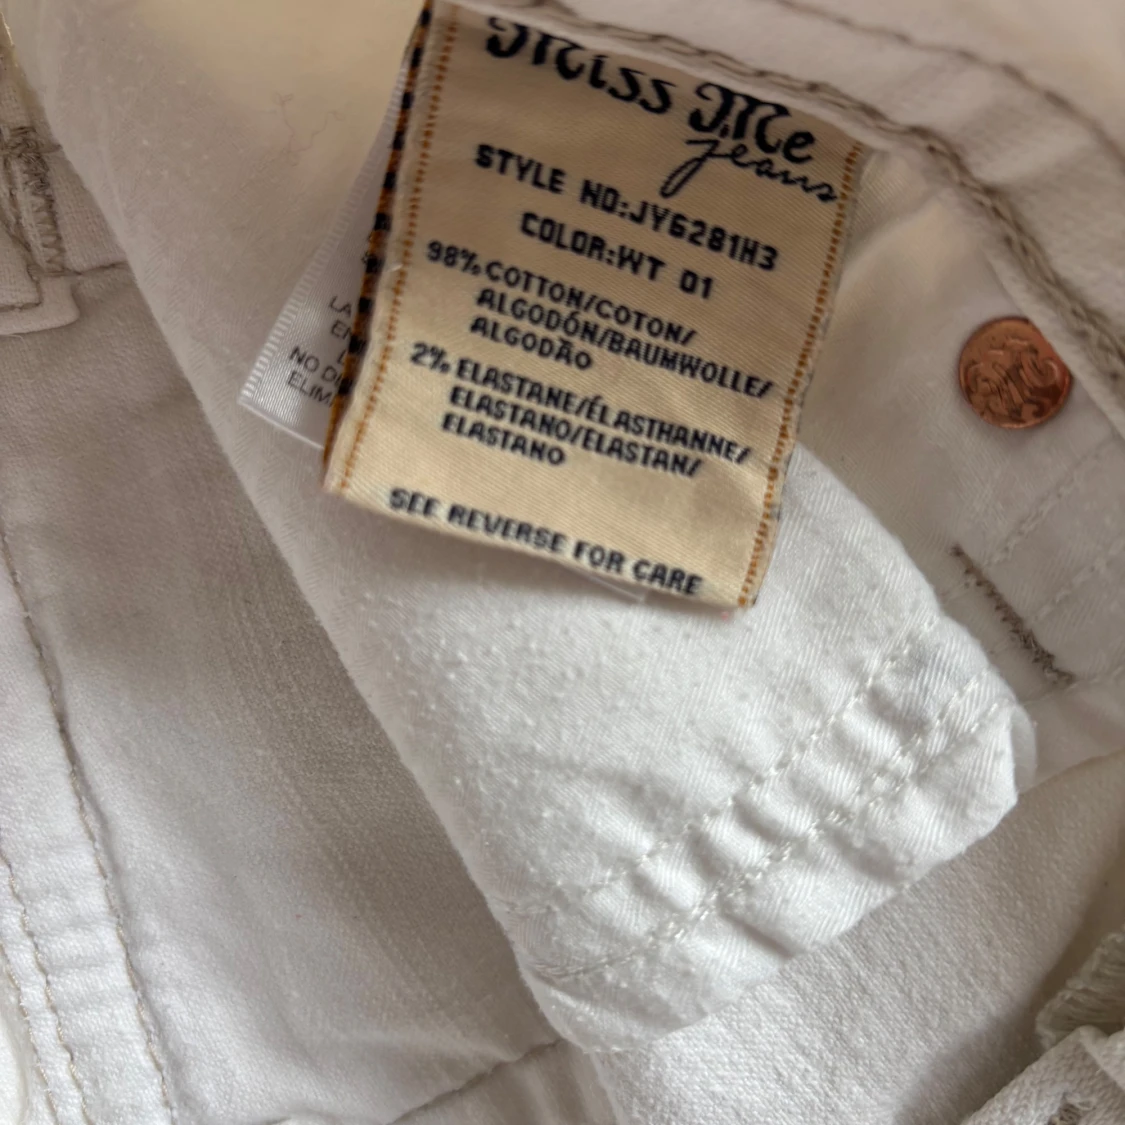 Miss Me
jeans
STYLE NO:JY6281H3
COLOR:WT 01
98% COTTON/COTON/
ALGODÓN/BAUMWOLLE/
ALGODÃO
2% ELASTANE/ÉLASTHANNE/
ELASTANO/ELASTAN/
ELASTANO
SEE REVERSE FOR CARE
NO